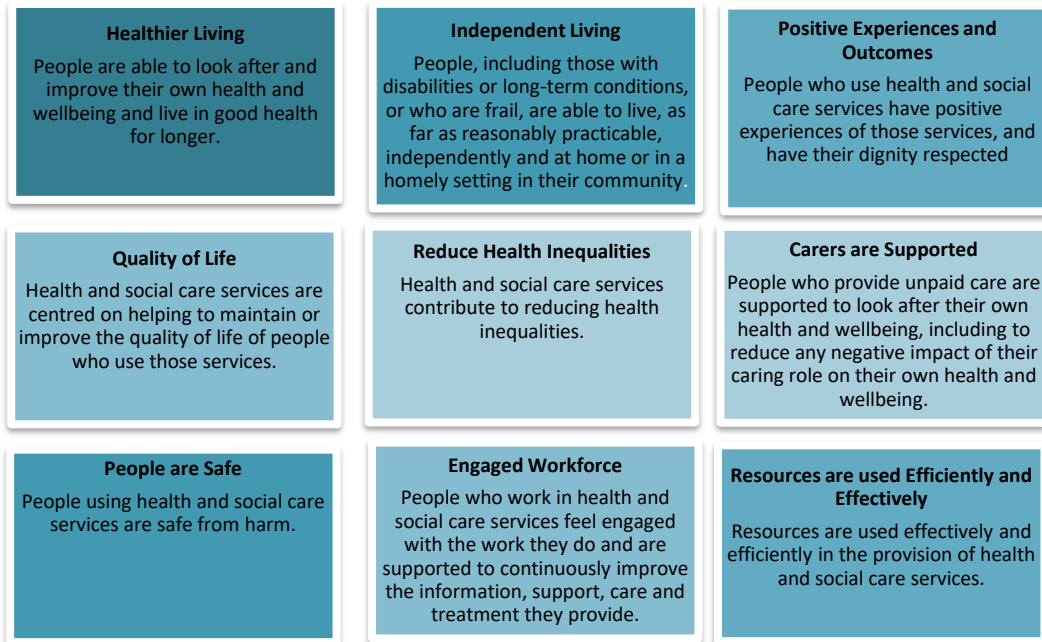 Healthier Living
People are able to look after and
improve their own health and
wellbeing and live in good health
for longer.
Independent Living
People, including those with
disabilities or long-term conditions,
or who are frail, are able to live, as
far as reasonably practicable,
independently and at home or in a
homely setting in their community.
Positive Experiences and
Outcomes
People who use health and social
care services have positive
experiences of those services, and
have their dignity respected
Quality of Life
Health and social care services are
centred on helping to maintain or
improve the quality of life of people
who use those services.
Reduce Health Inequalities
Health and social care services
contribute to reducing health
inequalities.
Carers are Supported
People who provide unpaid care are
supported to look after their own
health and wellbeing, including to
reduce any negative impact of their
caring role on their own health and
wellbeing.
People are Safe
People using health and social care
services are safe from harm.
Engaged Workforce
People who work in health and
social care services feel engaged
with the work they do and are
supported to continuously improve
the information, support, care and
treatment they provide.
Resources are used Efficiently and
Effectively
Resources are used effectively and
efficiently in the provision of health
and social care services.